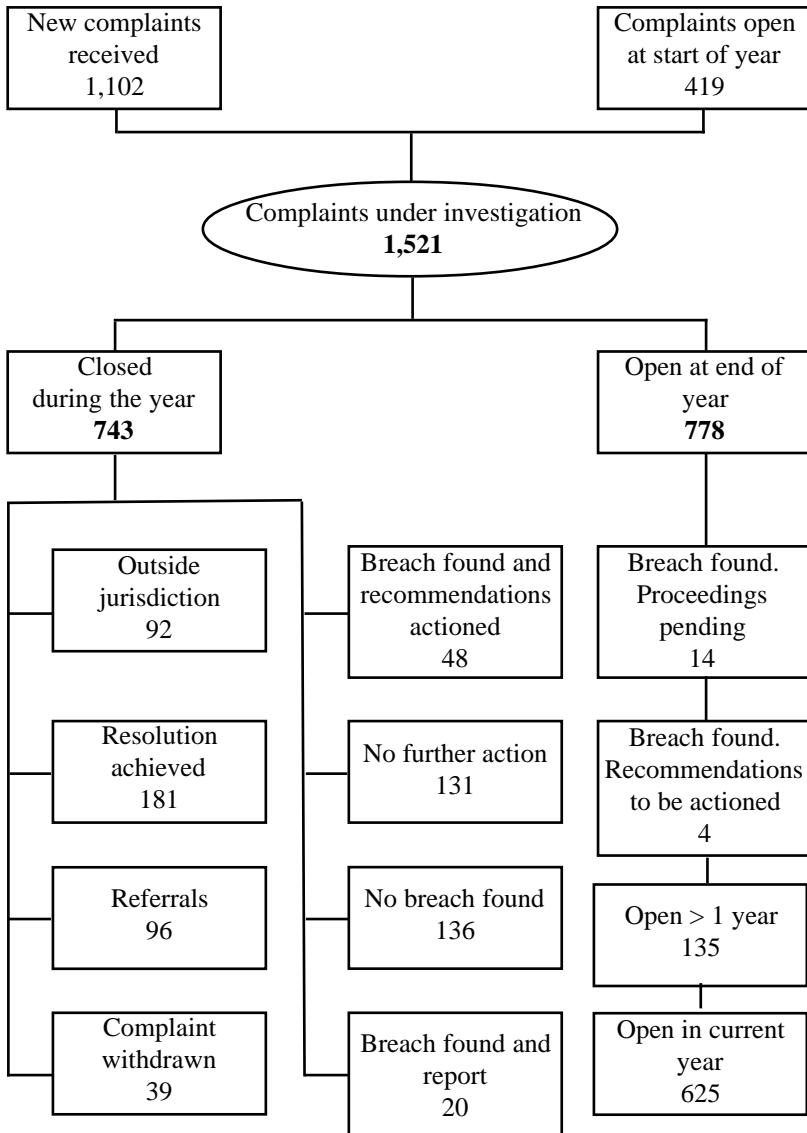 New complaints
received
1,102
Complaints open
at start of year
419
Complaints under investigation
1,521
Closed
during the year
743
Open at end of
year
778
Outside
jurisdiction
92
Breach found and
recommendations
actioned
48
Breach found.
Proceedings
pending
14
Resolution
achieved
181
No further action
131
Breach found.
Recommendations
to be actioned
4
Referrals
96
No breach found
136
Open > 1 year
135
Complaint
withdrawn
39
Breach found and
report
20
Open in current
year
625